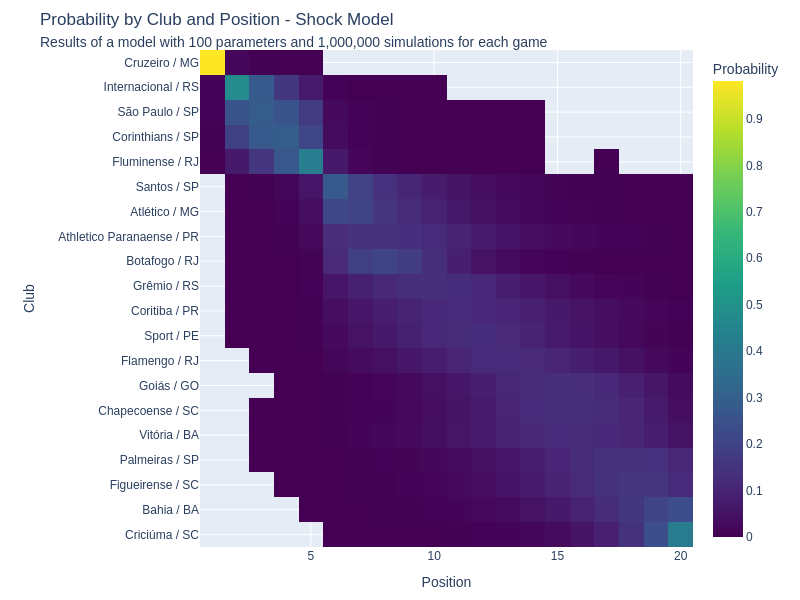 Probability by Club and Position - Shock Model
Results of a model with 100 parameters and 1,000,000 simulations for each game
Cruzeiro / MG
Internacional / RS
São Paulo / SP
Corinthians / SP
Fluminense / RJ
Santos / SP
Atlético / MG
Athletico Paranaense / PR
Botafogo / RJ
Grêmio / RS
Coritiba / PR
Sport / PE
Flamengo / RJ
Goiás / GO
Chapecoense / SC
Vitória / BA
Palmeiras / SP
Figueirense / SC
Bahia / BA
Criciúma / SC
Club
5
10
15
20
Position
Probability
0.9
0.8
0.7
0.6
0.5
0.4
0.3
0.2
0.1
0